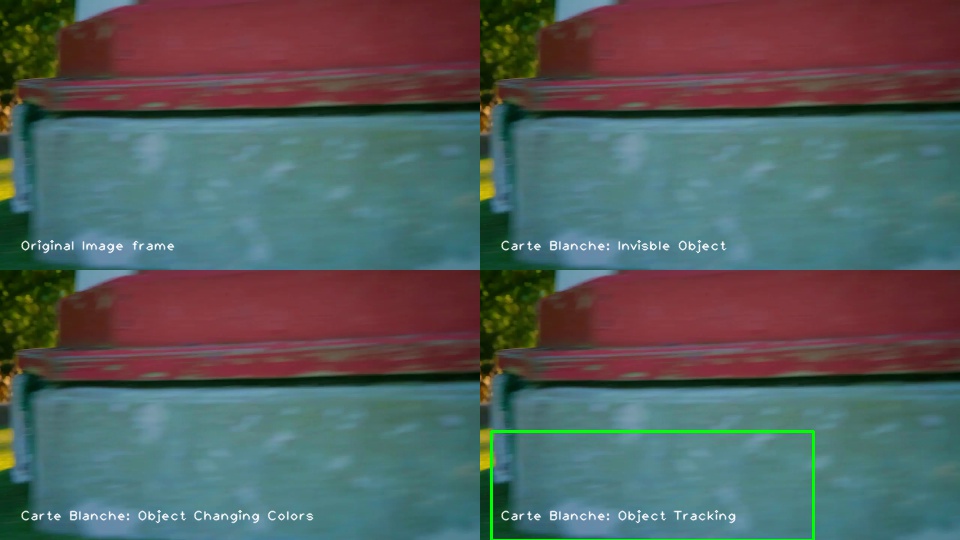 Original Image frame
Carte Blanche: Invisble Object
Carte Blanche: Object Changing Colors
Carte Blanche: Object Tracking